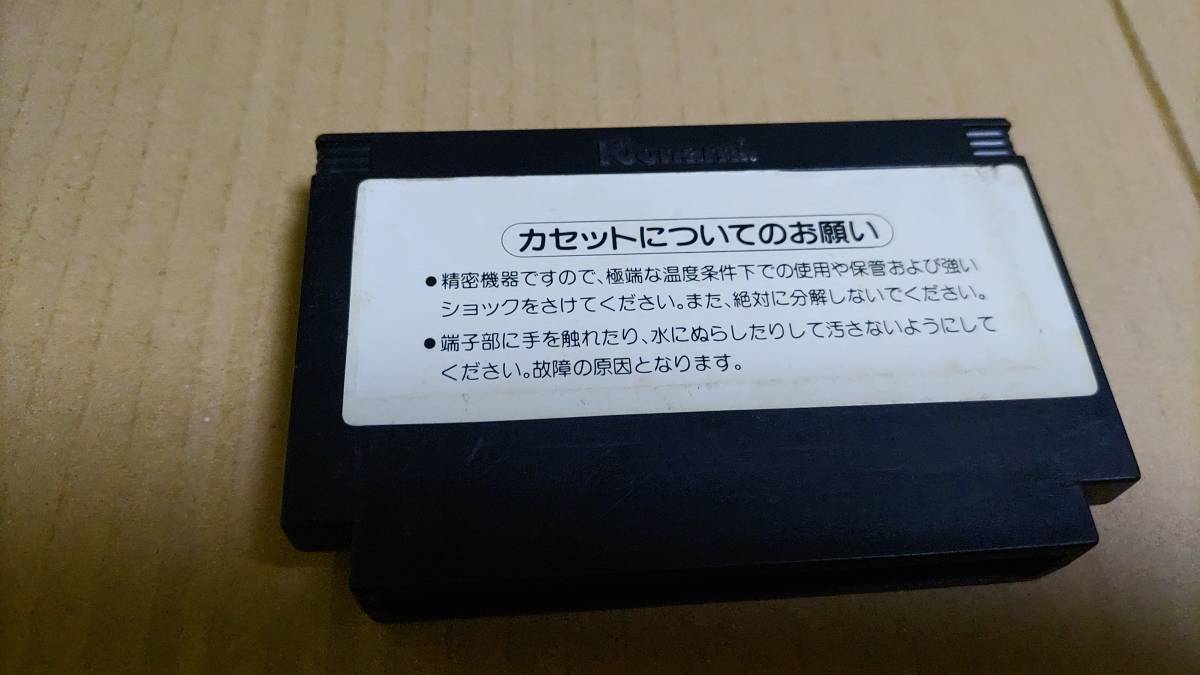 Konami.
カセットについてのお願い
●精密機器ですので、極端な温度条件下での使用や保管および強い
ショックをさけてください。また、絶対に分解しないでください。
●端子部に手を触れたり、水にぬらしたりして汚さないようにして
ください。故障の原因となります。